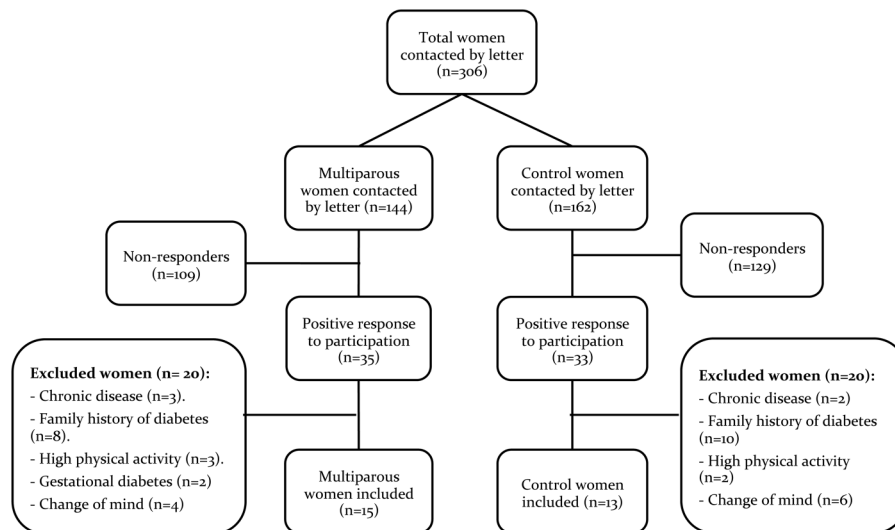 Total women
contacted by letter
(n=306)
Multiparous
women contacted
by letter (n=144)
Control women
contacted by letter
(n=162)
Non-responders
(n=109)
Non-responders
(n=129)
Positive response
to participation
(n=35)
Positive response
to participation
(n=33)
Excluded women (n= 20):
- Chronic disease (n=3).
- Family history of diabetes
(n=8).
- High physical activity (n=3).
- Gestational diabetes (n=2)
- Change of mind (n=4)
Excluded women (n=20):
- Chronic disease (n=2)
- Family history of diabetes
(n=10)
- High physical activity
(n=2)
- Change of mind (n=6)
Multiparous
women included
(n=15)
Control women
included (n=13)